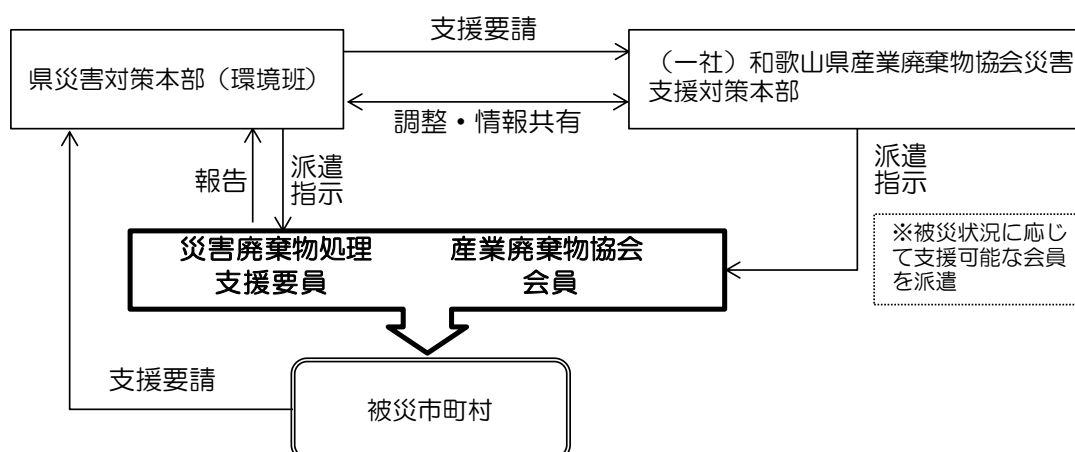 支援要請
県災害対策本部（環境班）
（一社）和歌山県産業廃棄物協会災害
支援対策本部
調整・情報共有
報告
派遣
指示
派遣
指示
災害廃棄物処理
支援要員
産業廃棄物協会
会員
※被災状況に応じ
て支援可能な会員
を派遣
支援要請
被災市町村